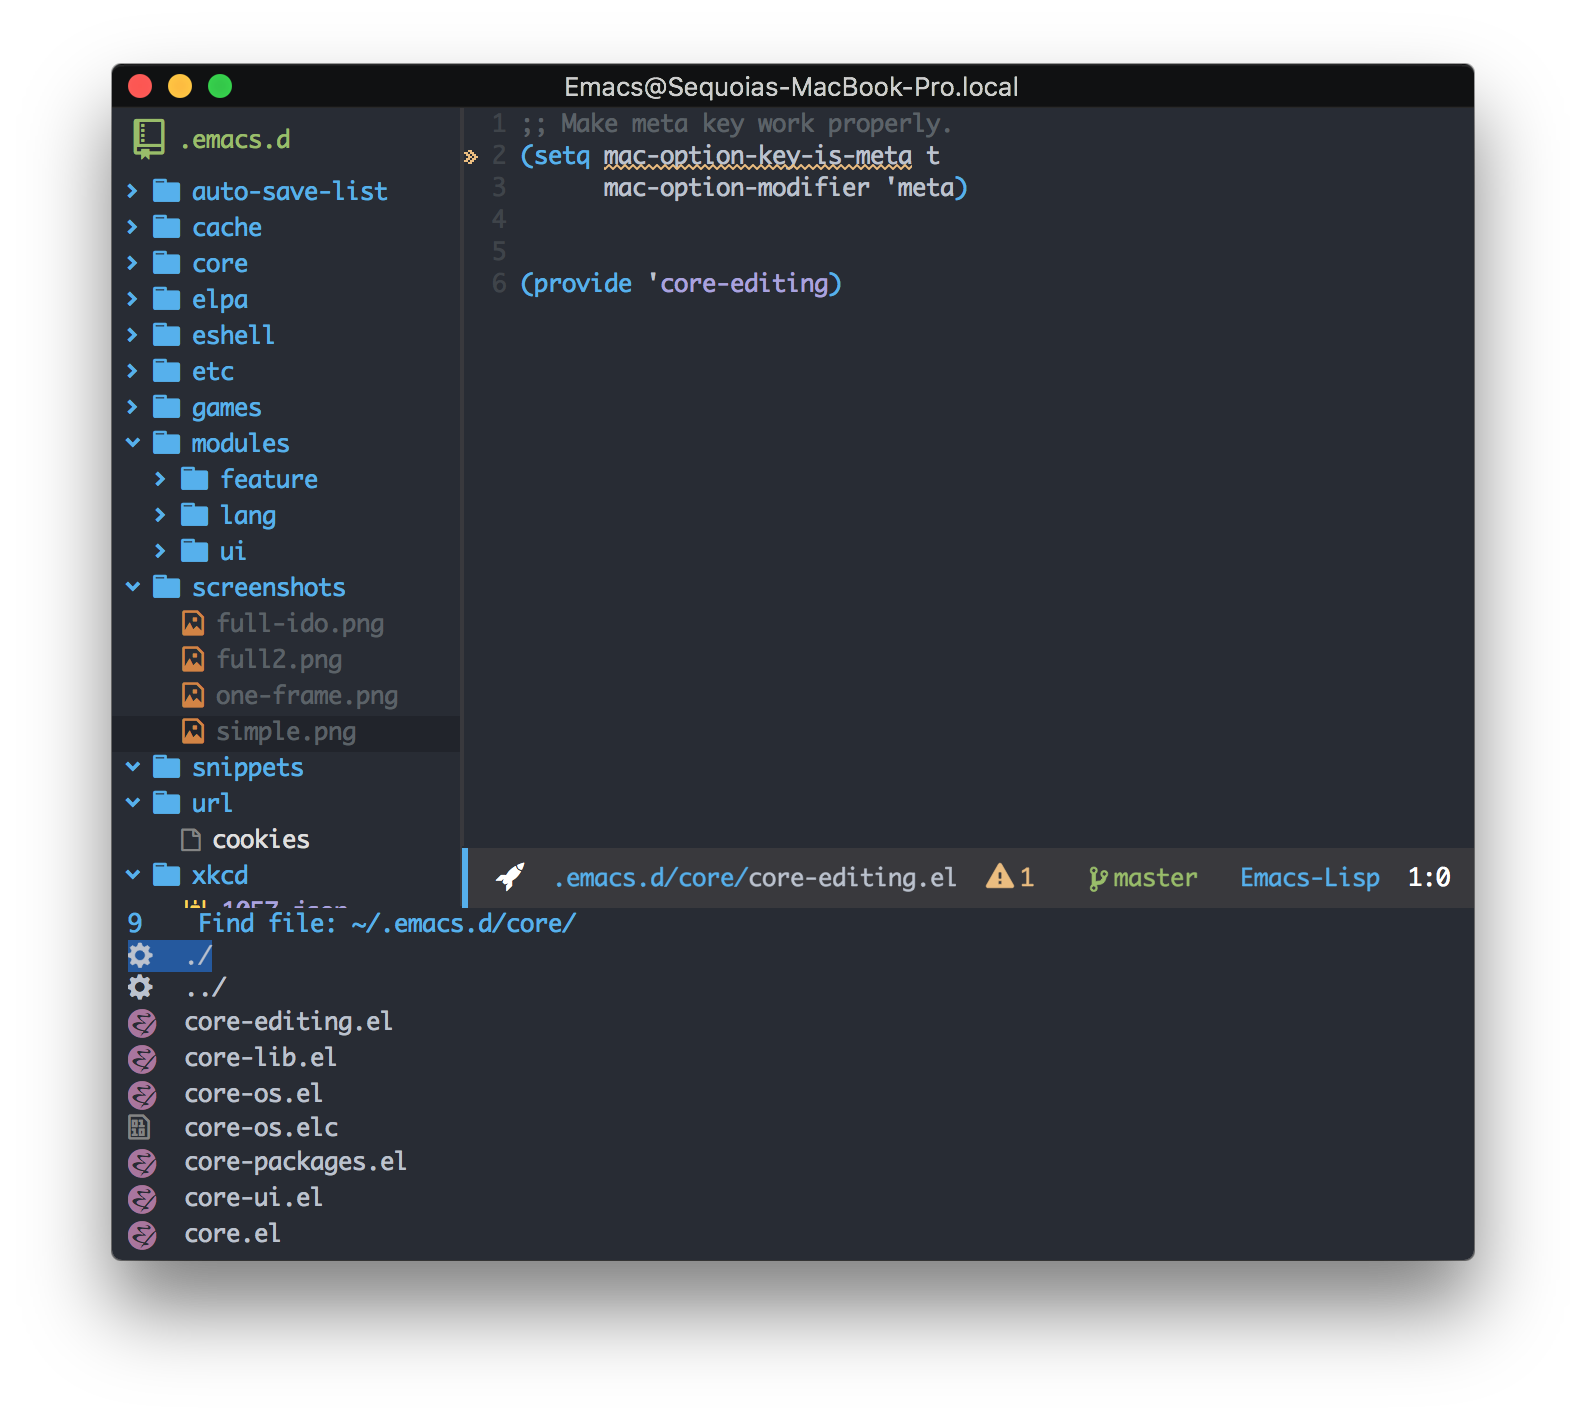 Emacs@Sequoias-MacBook-Pro.local
.emacs.d
auto-save-list
cache
core
elpa
eshell
etc
games
modules
feature
lang
ui
screenshots
full-ido.png
full2.png
one-frame.png
simple.png
snippets
url
cookies
xkcd
1 ;; Make meta key work properly.
2 (setq mac-option-key-is-meta t
3 mac-option-modifier 'meta)
4
5
6 (provide 'core-editing)
.emacs.d/core/core-editing.el 1 master Emacs-Lisp 1:0
9 Find file: ~/.emacs.d/core/
./
../
core-editing.el
core-lib.el
core-os.el
core-os.elc
core-packages.el
core-ui.el
core.el